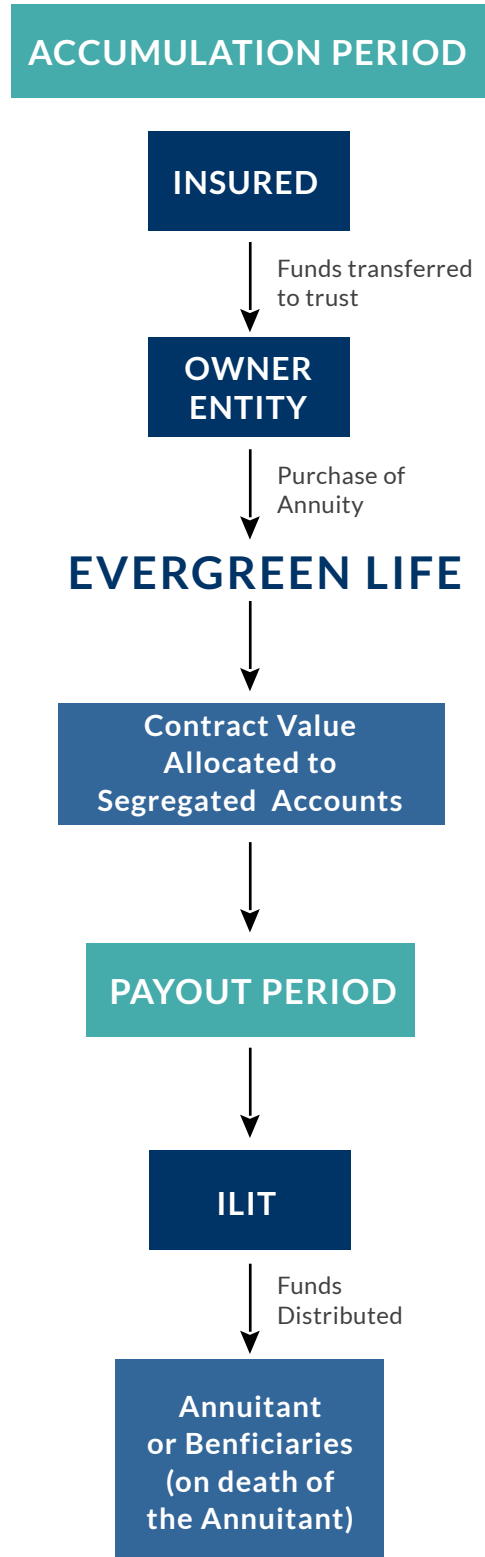 ACCUMULATION PERIOD
INSURED
Funds transferred
to trust
OWNER
ENTITY
Purchase of
Annuity
EVERGREEN LIFE
Contract Value
Allocated to
Segregated Accounts
PAYOUT PERIOD
ILIT
Funds
Distributed
Annuitant
or Benficiaries
(on death of
the Annuitant)